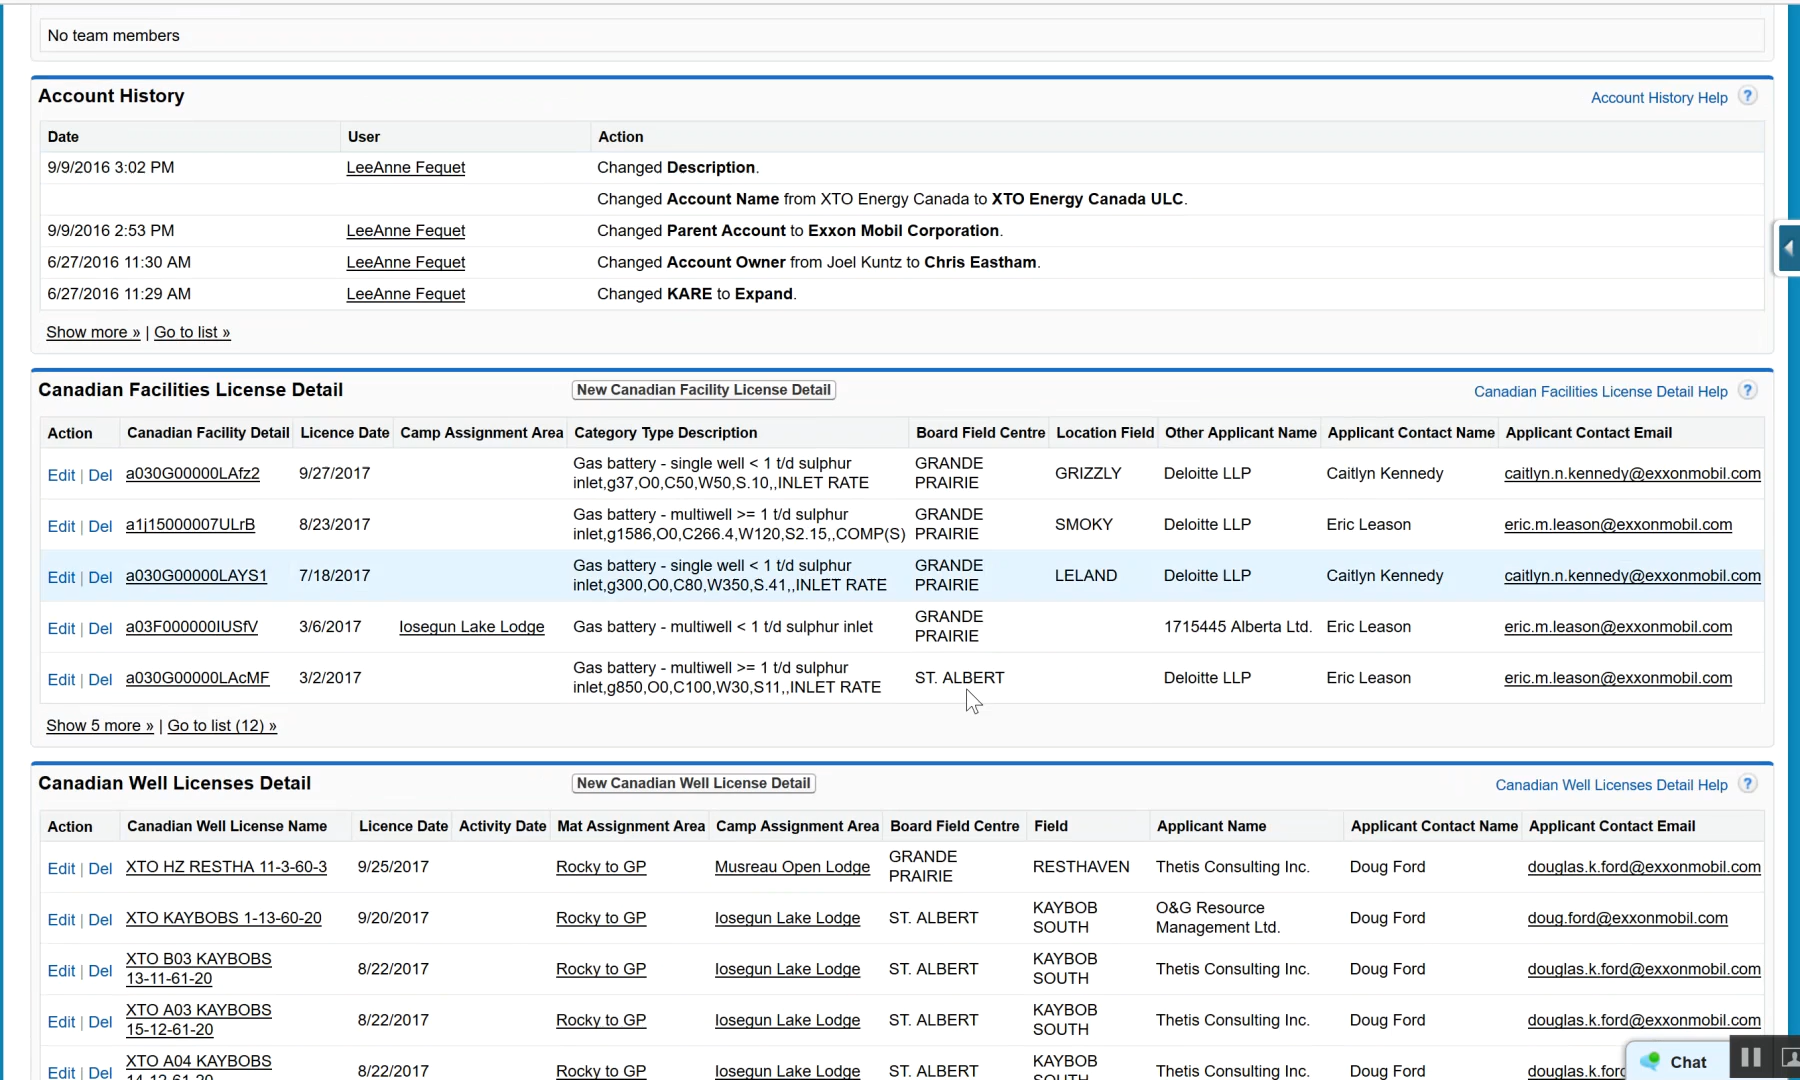 No team members
Account History
Account History Help ?
Date User Action
9/9/2016 3:02 PM LeeAnne Fequet Changed Description.
Changed Account Name from XTO Energy Canada to XTO Energy Canada ULC.
9/9/2016 2:53 PM LeeAnne Fequet Changed Parent Account to Exxon Mobil Corporation.
6/27/2016 11:30 AM LeeAnne Fequet Changed Account Owner from Joel Kuntz to Chris Eastham.
6/27/2016 11:29 AM LeeAnne Fequet Changed KARE to Expand.
Show more » | Go to list »
Canadian Facilities License Detail New Canadian Facility License Detail Canadian Facilities License Detail Help ?
Action Canadian Facility Detail Licence Date Camp Assignment Area Category Type Description Board Field Centre Location Field Other Applicant Name Applicant Contact Name Applicant Contact Email
Edit | Del a030G00000LAfz2 9/27/2017 Gas battery - single well < 1 t/d sulphur inlet,g37,O0,C50,W50,S.10,,INLET RATE GRANDE PRAIRIE GRIZZLY Deloitte LLP Caitlyn Kennedy caitlyn.n.kennedy@exxonmobil.com
Edit | Del a1j15000007ULrB 8/23/2017 Gas battery - multiwell >= 1 t/d sulphur inlet,g1586,O0,C266.4,W120,S2.15,,COMP(S) GRANDE PRAIRIE SMOKY Deloitte LLP Eric Leason eric.m.leason@exxonmobil.com
Edit | Del a030G00000LAYS1 7/18/2017 Gas battery - single well < 1 t/d sulphur inlet,g300,O0,C80,W350,S.41,,INLET RATE GRANDE PRAIRIE LELAND Deloitte LLP Caitlyn Kennedy caitlyn.n.kennedy@exxonmobil.com
Edit | Del a03F000000IUSfV 3/6/2017 Iosegun Lake Lodge Gas battery - multiwell < 1 t/d sulphur inlet GRANDE PRAIRIE 1715445 Alberta Ltd. Eric Leason eric.m.leason@exxonmobil.com
Edit | Del a030G00000LAcMF 3/2/2017 Gas battery - multiwell >= 1 t/d sulphur inlet,g850,O0,C100,W30,S11,,INLET RATE ST. ALBERT Deloitte LLP Eric Leason eric.m.leason@exxonmobil.com
Show 5 more » | Go to list (12) »
Canadian Well Licenses Detail New Canadian Well License Detail Canadian Well Licenses Detail Help ?
Action Canadian Well License Name Licence Date Activity Date Mat Assignment Area Camp Assignment Area Board Field Centre Field Applicant Name Applicant Contact Name Applicant Contact Email
Edit | Del XTO HZ RESTHA 11-3-60-3 9/25/2017 Rocky to GP Musreau Open Lodge GRANDE PRAIRIE RESTHAVEN Thetis Consulting Inc. Doug Ford douglas.k.ford@exxonmobil.com
Edit | Del XTO KAYBOBS 1-13-60-20 9/20/2017 Rocky to GP Iosegun Lake Lodge ST. ALBERT KAYBOB SOUTH O&G Resource Management Ltd. Doug Ford doug.ford@exxonmobil.com
Edit | Del XTO B03 KAYBOBS 13-11-61-20 8/22/2017 Rocky to GP Iosegun Lake Lodge ST. ALBERT KAYBOB SOUTH Thetis Consulting Inc. Doug Ford douglas.k.ford@exxonmobil.com
Edit | Del XTO A03 KAYBOBS 15-12-61-20 8/22/2017 Rocky to GP Iosegun Lake Lodge ST. ALBERT KAYBOB SOUTH Thetis Consulting Inc. Doug Ford douglas.k.ford@exxonmobil.com
Edit | Del XTO A04 KAYBOBS 8/22/2017 Rocky to GP Iosegun Lake Lodge ST. ALBERT KAYBOB Thetis Consulting Inc. Doug Ford
Chat